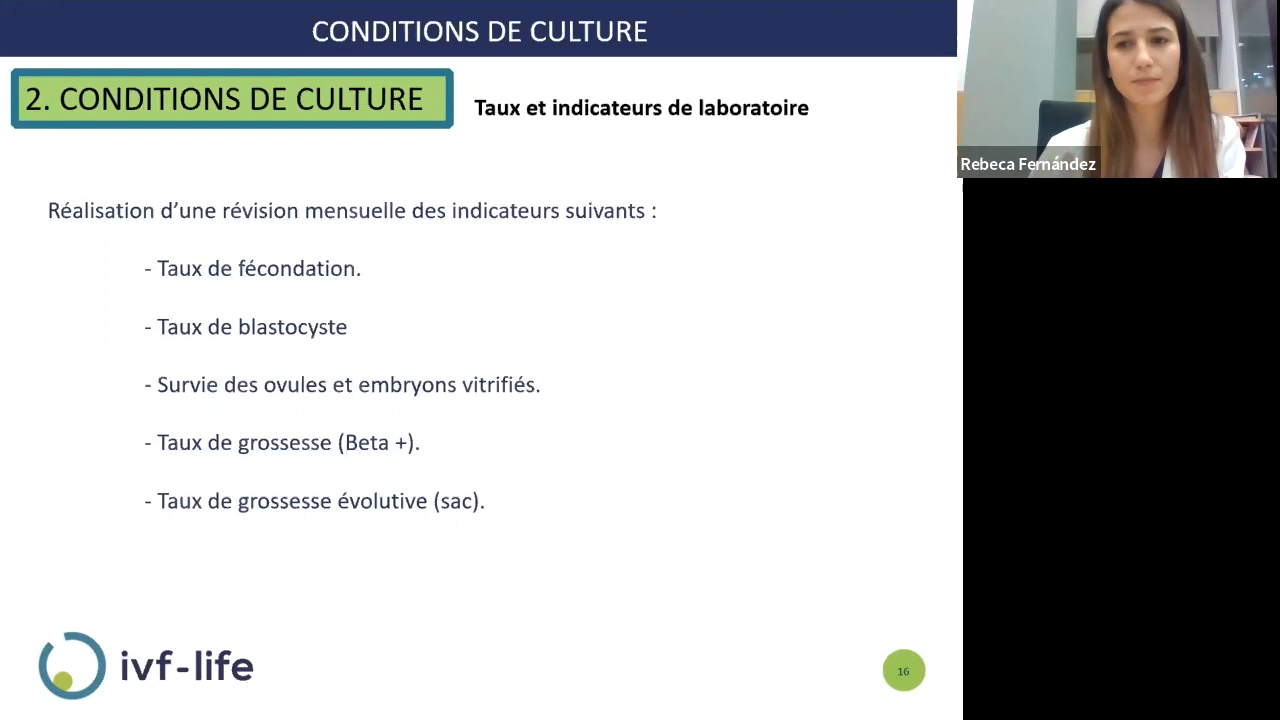 CONDITIONS DE CULTURE
2. CONDITIONS DE CULTURE
Taux et indicateurs de laboratoire
Rebeca Fernández
Réalisation d’une révision mensuelle des indicateurs suivants :
- Taux de fécondation.
- Taux de blastocyste
- Survie des ovules et embryons vitrifiés.
- Taux de grossesse (Beta +).
- Taux de grossesse évolutive (sac).
ivf-life
16